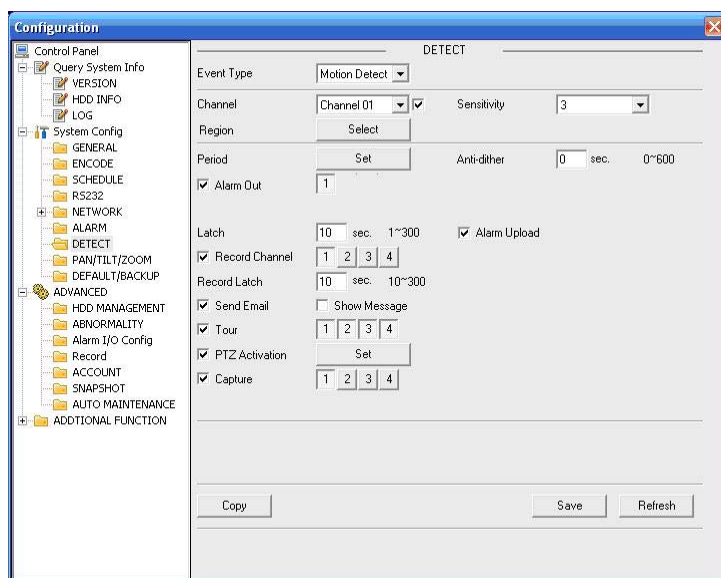 Configuration
Control Panel
Query System Info
VERSION
HDD INFO
LOG
System Config
GENERAL
ENCODE
SCHEDULE
RS232
NETWORK
ALARM
DETECT
PAN/TILT/ZOOM
DEFAULT/BACKUP
ADVANCED
HDD MANAGEMENT
ABNORMALITY
Alarm I/O Config
Record
ACCOUNT
SNAPSHOT
AUTO MAINTENANCE
ADDTIONAL FUNCTION
DETECT
Event Type Motion Detect
Channel Channel 01 Sensitivity 3
Region Select
Period Set Anti-dither 0 sec. 0~600
Alarm Out 1
Latch 10 sec. 1~300 Alarm Upload
Record Channel 1 2 3 4
Record Latch 10 sec. 10~300
Send Email Show Message
Tour 1 2 3 4
PTZ Activation Set
Capture 1 2 3 4
Copy Save Refresh